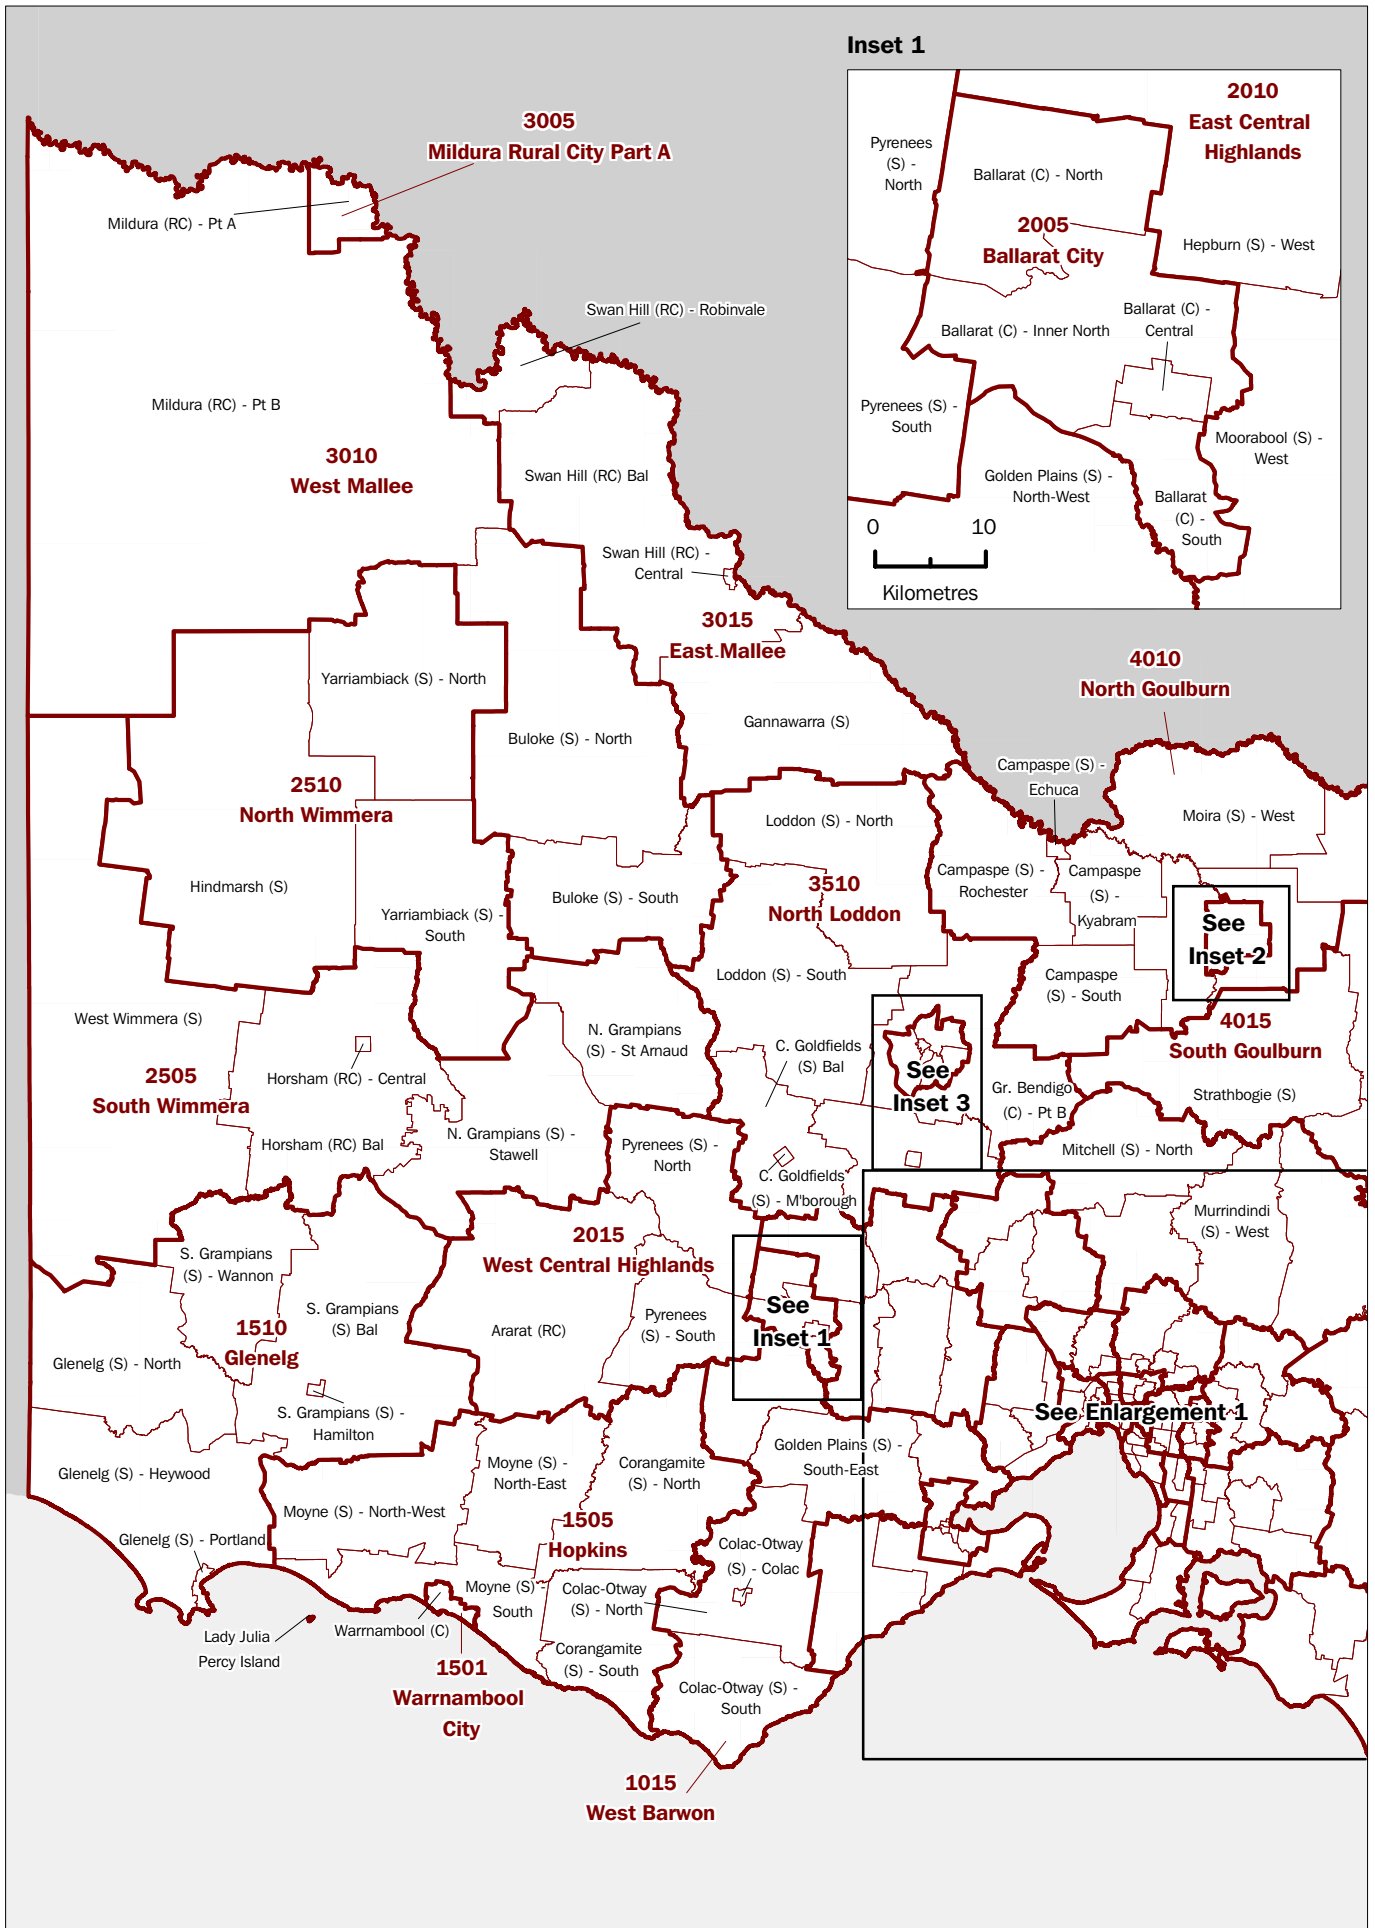 Inset 1
2010
East Central
Highlands
Pyrenees
(S) -
North
Ballarat (C) - North
2005
Ballarat City
Hepburn (S) - West
Ballarat (C) - Inner North
Ballarat (C) -
Central
Pyrenees (S) -
South
Moorabool (S) -
West
Golden Plains (S) -
North-West
Ballarat
(C) -
South
0
10
Kilometres
3005
Mildura Rural City Part A
Mildura (RC) - Pt A
Swan Hill (RC) - Robinvale
Mildura (RC) - Pt B
3010
West Mallee
Swan Hill (RC) Bal
Swan Hill (RC) -
Central
3015
East Mallee
4010
North Goulburn
Yarriambiack (S) - North
Gannawarra (S)
Buloke (S) - North
Campaspe (S) -
Echuca
2510
North Wimmera
Loddon (S) - North
Moira (S) - West
Campaspe (S) -
Rochester
Campaspe
(S) -
Kyabram
Hindmarsh (S)
3510
North Loddon
Buloke (S) - South
Yarriambiack (S) -
South
See
Inset 2
Loddon (S) - South
Campaspe
(S) - South
West Wimmera (S)
N. Grampians
(S) - St Arnaud
4015
South Goulburn
C. Goldfields
(S) Bal
2505
South Wimmera
Horsham (RC) - Central
See
Inset 3
Gr. Bendigo
(C) - Pt B
Strathbogie (S)
Horsham (RC) Bal
N. Grampians (S) -
Stawell
Pyrenees (S) -
North
Mitchell (S) - North
C. Goldfields
(S) - M'borough
Murrindindi
(S) - West
2015
West Central Highlands
S. Grampians
(S) - Wannon
S. Grampians
(S) Bal
See
Inset 1
1510
Glenelg
Ararat (RC)
Pyrenees
(S) - South
Glenelg (S) - North
S. Grampians (S) -
Hamilton
See Enlargement 1
Golden Plains (S) -
South-East
Glenelg (S) - Heywood
Moyne (S) -
North-East
Corangamite
(S) - North
Moyne (S) - North-West
1505
Hopkins
Glenelg (S) - Portland
Colac-Otway
(S) - Colac
Moyne (S) -
South
Colac-Otway
(S) - North
Lady Julia
Percy Island
Warrnambool (C)
Corangamite
(S) - South
1501
Warrnambool
City
Colac-Otway (S) -
South
1015
West Barwon